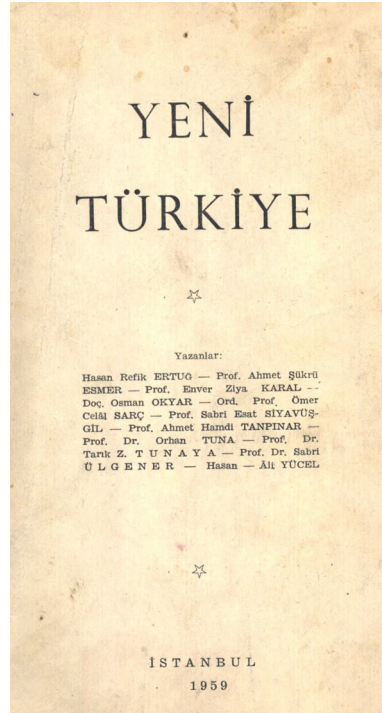 YENİ
TÜRKİYE
Yazanlar:
Hasan Refik ERTUG — Prof. Ahmet Şükrü
ESMER — Prof. Enver Ziya KARAL —
Doç. Osman OKYAR — Ord. Prof. Ömer
Celâl SARÇ — Prof. Sabri Esat SİYAVÜŞ-
GİL — Prof. Ahmet Hamdi TANPINAR —
Prof. Dr. Orhan TUNA — Prof. Dr.
Tarık Z. TUNAYA — Prof. Dr. Sabri
ÜLGENER — Hasan — Âli YÜCEL
İSTANBUL
1959